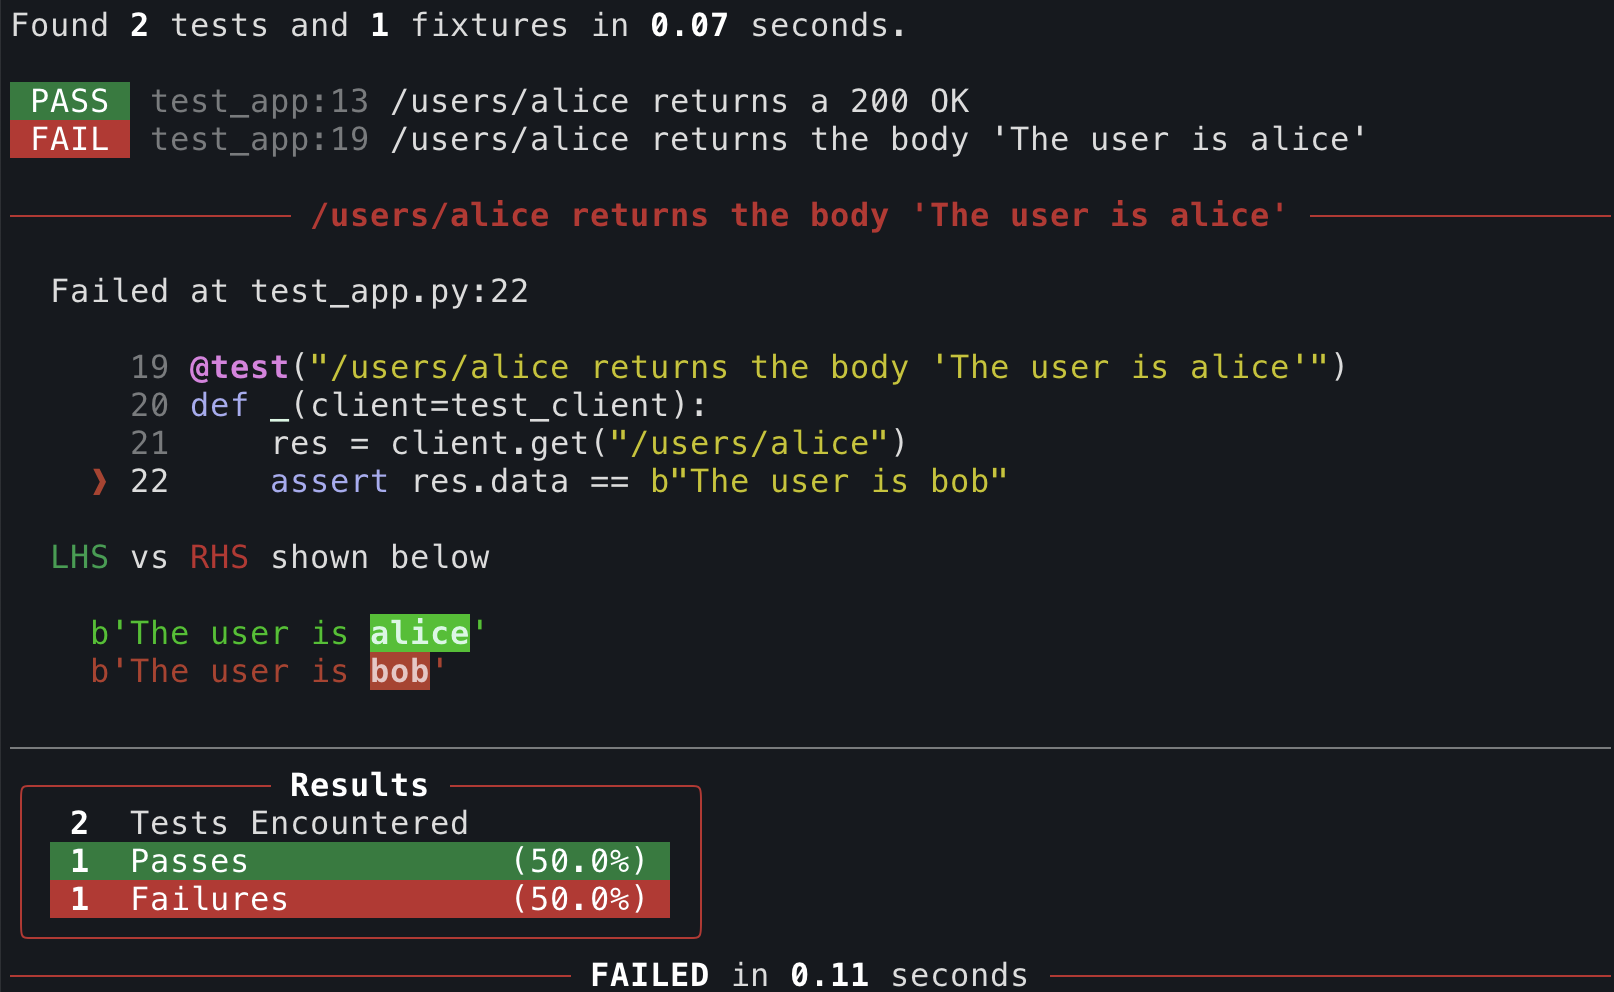 Found 2 tests and 1 fixtures in 0.07 seconds.
PASS test_app:13 /users/alice returns a 200 OK
FAIL test_app:19 /users/alice returns the body 'The user is alice'
/users/alice returns the body 'The user is alice'
Failed at test_app.py:22
19 @test("/users/alice returns the body 'The user is alice'")
20 def _(client=test_client):
21     res = client.get("/users/alice")
❱ 22     assert res.data == b"The user is bob"
LHS vs RHS shown below
b'The user is alice'
b'The user is bob'
Results
2 Tests Encountered
1 Passes (50.0%)
1 Failures (50.0%)
FAILED in 0.11 seconds